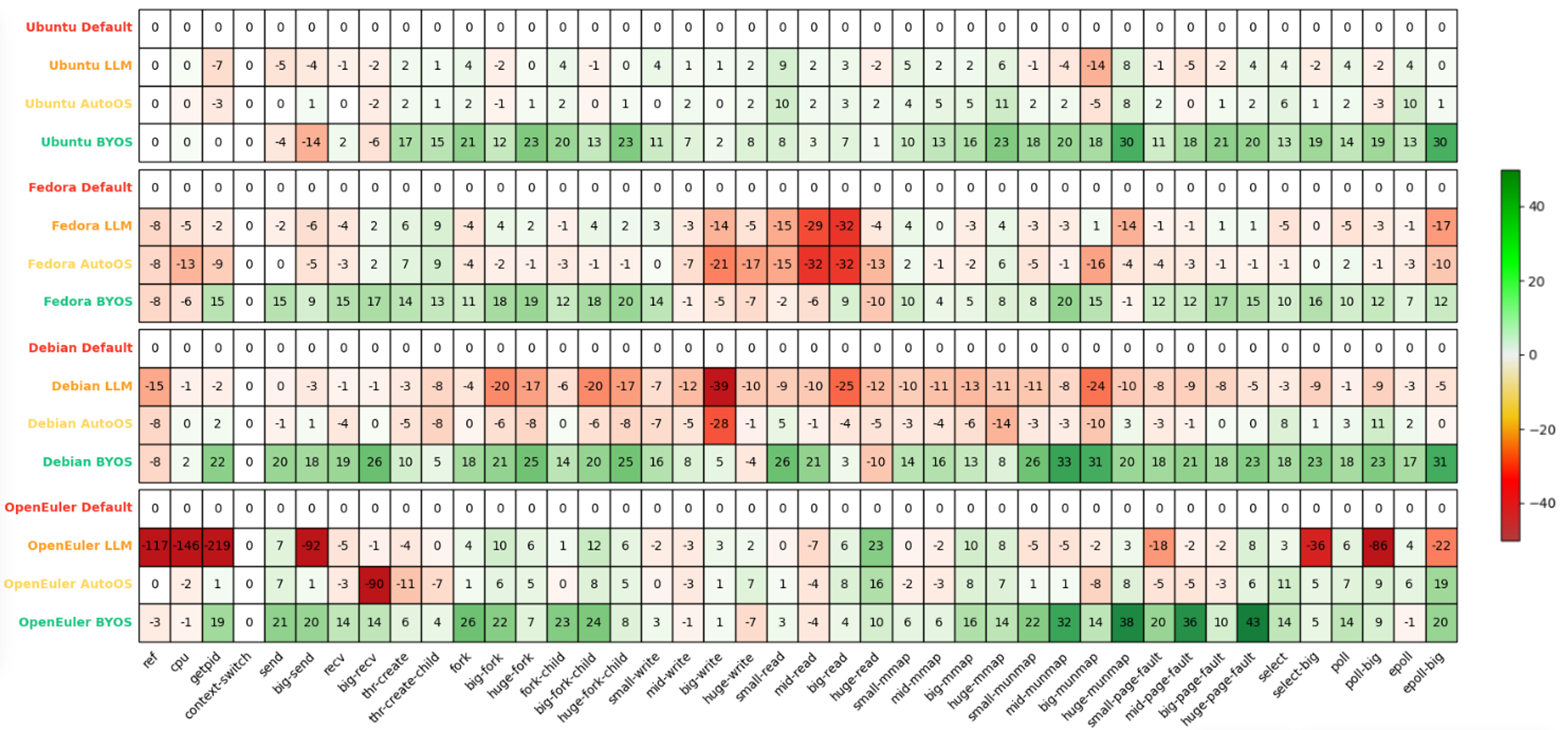 Ubuntu Default 0 0 0 0 0 0 0 0 0 0 0 0 0 0 0 0 0 0 0 0 0 0 0 0 0 0 0 0 0 0 0 0 0 0 0 0 0 0 0 0 0
Ubuntu LLM 0 0 -7 0 -5 -4 -1 -2 2 1 4 -2 0 4 -1 0 4 1 1 2 9 2 3 -2 5 2 2 6 -1 -4 -14 8 -1 -5 -2 4 4 -2 4 -2 4 0
Ubuntu AutoOS 0 0 -3 0 0 1 0 -2 2 1 2 -1 1 2 0 1 0 2 0 2 10 2 3 2 4 5 5 11 2 2 -5 8 2 0 1 2 6 1 2 -3 10 1
Ubuntu BYOS 0 0 0 0 -4 -14 2 -6 17 15 21 12 23 20 13 23 11 7 2 8 8 3 7 1 10 13 16 23 18 20 18 30 11 18 21 20 13 19 14 19 13 30
Fedora Default 0 0 0 0 0 0 0 0 0 0 0 0 0 0 0 0 0 0 0 0 0 0 0 0 0 0 0 0 0 0 0 0 0 0 0 0 0 0 0 0 0 0
Fedora LLM -8 -5 -2 0 -2 -6 -4 2 6 9 -4 4 2 -1 4 2 3 -3 -14 -5 -15 -29 -32 -4 4 0 -3 4 -3 -3 1 -14 -1 -1 1 1 -5 0 -5 -3 -1 -17
Fedora AutoOS -8 -13 -9 0 0 -5 -3 2 7 9 -4 -2 -1 -3 -1 -1 0 -7 -21 -17 -15 -32 -32 -13 2 -1 -2 6 -5 -1 -16 -4 -4 -3 -1 -1 -1 0 2 -1 -3 -10
Fedora BYOS -8 -6 15 0 15 9 15 17 14 13 11 18 19 12 18 20 14 -1 -5 -7 -2 -6 9 -10 10 4 5 8 8 20 15 -1 12 12 17 15 10 16 10 12 7 12
Debian Default 0 0 0 0 0 0 0 0 0 0 0 0 0 0 0 0 0 0 0 0 0 0 0 0 0 0 0 0 0 0 0 0 0 0 0 0 0 0 0 0 0 0
Debian LLM -15 -1 -2 0 0 -3 -1 -1 -3 -8 -4 -20 -17 -6 -20 -17 -7 -12 -39 -10 -9 -10 -25 -12 -10 -11 -13 -11 -11 -8 -24 -10 -8 -9 -8 -5 -3 -9 -1 -9 -3 -5
Debian AutoOS -8 0 2 0 -1 1 -4 0 -5 -8 0 -6 -8 0 -6 -8 -7 -5 -28 -1 5 -1 -4 -5 -3 -4 -6 -14 -3 -3 -10 3 -3 -1 0 0 8 1 3 11 2 0
Debian BYOS -8 2 22 0 20 18 19 26 10 5 18 21 25 14 20 25 16 8 5 -4 26 21 3 -10 14 16 13 8 26 33 31 20 18 21 18 23 18 23 18 23 17 31
OpenEuler Default 0 0 0 0 0 0 0 0 0 0 0 0 0 0 0 0 0 0 0 0 0 0 0 0 0 0 0 0 0 0 0 0 0 0 0 0 0 0 0 0 0 0
OpenEuler LLM -117 -146 -219 0 7 -92 -5 -1 -4 0 4 10 6 1 12 6 -2 -3 3 2 0 -7 6 23 0 -2 10 8 -5 -5 -2 3 -18 -2 -2 8 3 -36 6 -86 4 -22
OpenEuler AutoOS 0 -2 1 0 7 1 -3 -90 -11 -7 1 6 5 0 8 5 0 -3 1 7 1 -4 8 16 -2 -3 8 7 1 1 -8 8 -5 -5 -3 6 11 5 7 9 6 19
OpenEuler BYOS -3 -1 19 0 21 20 14 14 6 4 26 22 7 23 24 8 3 -1 1 -7 3 -4 4 10 6 6 16 14 22 32 14 38 20 36 10 43 14 5 14 9 -1 20
ref cpu getpid context-switch send big-send recv big-recv thr-create thr-create-child fork big-fork huge-fork fork-child big-fork-child huge-fork-child small-write mid-write big-write huge-write small-read mid-read big-read huge-read small-mmap mid-mmap big-mmap huge-mmap small-munmap mid-munmap big-munmap huge-munmap small-page-fault mid-page-fault big-page-fault huge-page-fault select select-big poll poll-big epoll epoll-big
40
20
0
−20
−40